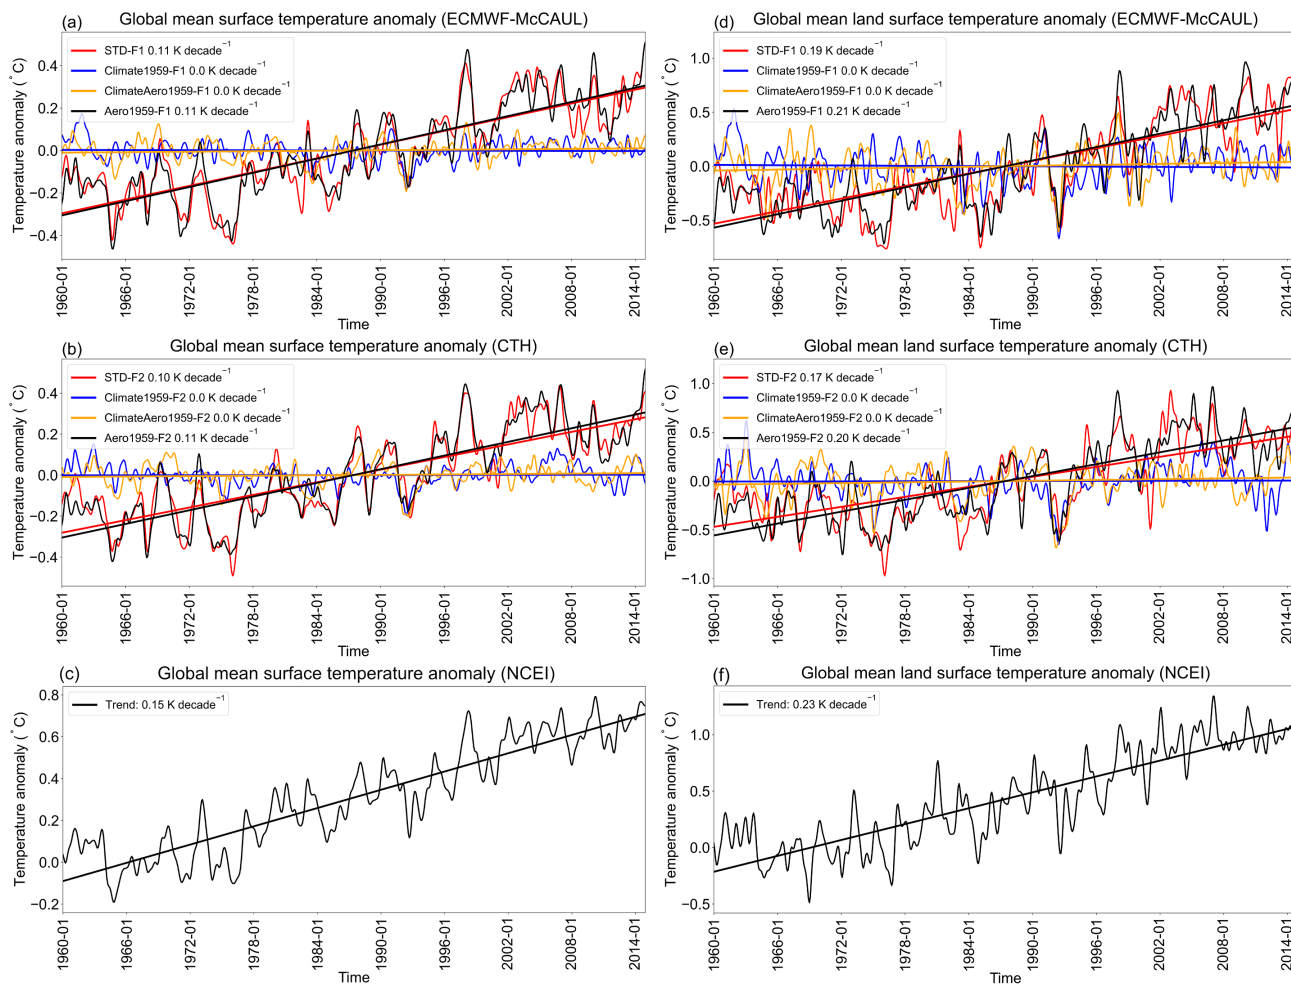 (a) Global mean surface temperature anomaly (ECMWF-McCAUL)
Temperature anomaly (°C)
0.4
0.2
0.0
−0.2
−0.4
STD-F1 0.11 K decade⁻¹
Climate1959-F1 0.0 K decade⁻¹
ClimateAero1959-F1 0.0 K decade⁻¹
Aero1959-F1 0.11 K decade⁻¹
1960-01 1966-01 1972-01 1978-01 1984-01 1990-01 1996-01 2002-01 2008-01 2014-01
Time
(d) Global mean land surface temperature anomaly (ECMWF-McCAUL)
Temperature anomaly (°C)
1.0
0.5
0.0
−0.5
STD-F1 0.19 K decade⁻¹
Climate1959-F1 0.0 K decade⁻¹
ClimateAero1959-F1 0.0 K decade⁻¹
Aero1959-F1 0.21 K decade⁻¹
1960-01 1966-01 1972-01 1978-01 1984-01 1990-01 1996-01 2002-01 2008-01 2014-01
Time
(b) Global mean surface temperature anomaly (CTH)
Temperature anomaly (°C)
0.4
0.2
0.0
−0.2
−0.4
STD-F2 0.10 K decade⁻¹
Climate1959-F2 0.0 K decade⁻¹
ClimateAero1959-F2 0.0 K decade⁻¹
Aero1959-F2 0.11 K decade⁻¹
1960-01 1966-01 1972-01 1978-01 1984-01 1990-01 1996-01 2002-01 2008-01 2014-01
Time
(e) Global mean land surface temperature anomaly (CTH)
Temperature anomaly (°C)
1.0
0.5
0.0
−0.5
−1.0
STD-F2 0.17 K decade⁻¹
Climate1959-F2 0.0 K decade⁻¹
ClimateAero1959-F2 0.0 K decade⁻¹
Aero1959-F2 0.20 K decade⁻¹
1960-01 1966-01 1972-01 1978-01 1984-01 1990-01 1996-01 2002-01 2008-01 2014-01
Time
(c) Global mean surface temperature anomaly (NCEI)
Temperature anomaly (°C)
0.8
0.6
0.4
0.2
0.0
−0.2
Trend: 0.15 K decade⁻¹
1960-01 1966-01 1972-01 1978-01 1984-01 1990-01 1996-01 2002-01 2008-01 2014-01
Time
(f) Global mean land surface temperature anomaly (NCEI)
Temperature anomaly (°C)
1.0
0.5
0.0
−0.5
Trend: 0.23 K decade⁻¹
1960-01 1966-01 1972-01 1978-01 1984-01 1990-01 1996-01 2002-01 2008-01 2014-01
Time